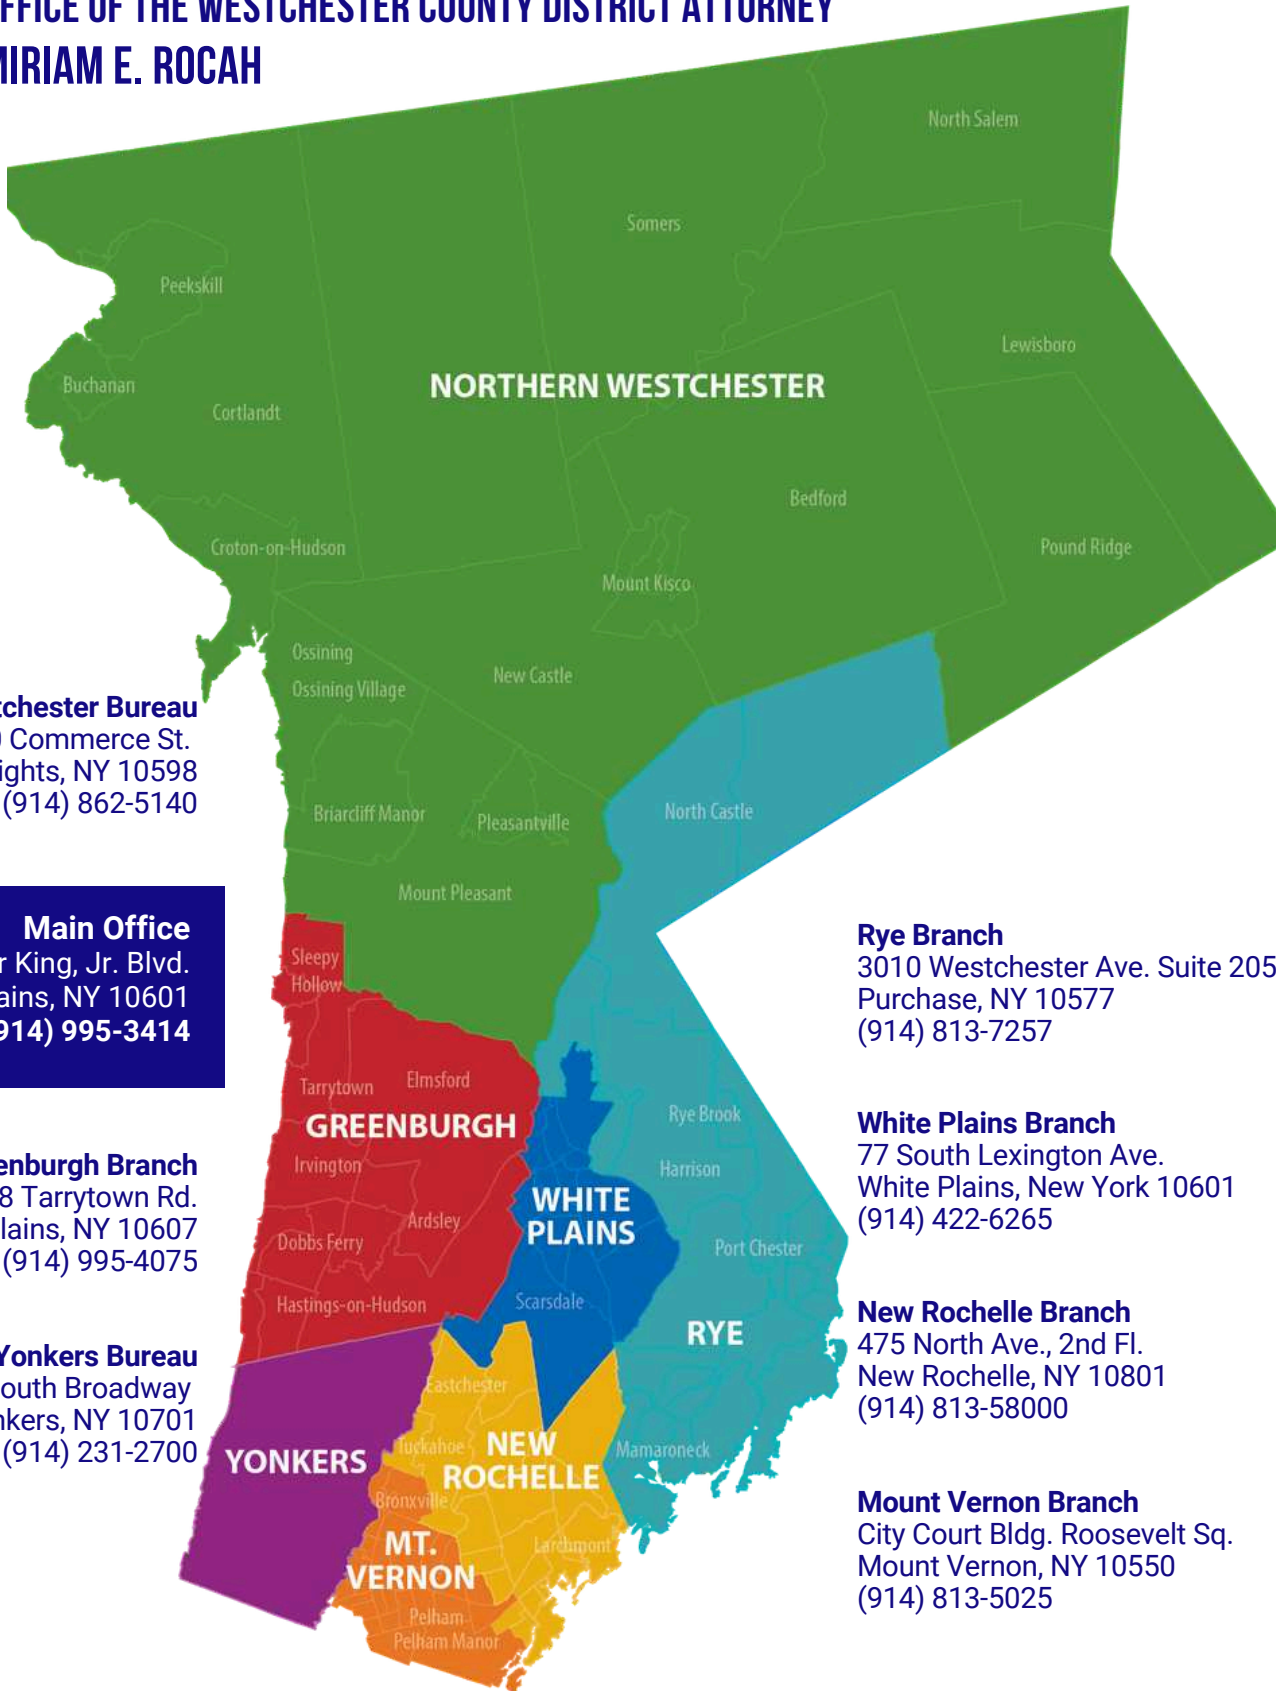 FFICE OF THE WESTCHESTER COUNTY DISTRICT ATTORNEY
MIRIAM E. ROCAH
North Salem
Somers
Peekskill
Lewisboro
Buchanan
NORTHERN WESTCHESTER
Cortlandt
Bedford
Croton-on-Hudson
Pound Ridge
Mount Kisco
Ossining
New Castle
Ossining Village
North Castle
Briarcliff Manor
Pleasantville
Mount Pleasant
Sleepy
Hollow
Tarrytown
Elmsford
Rye Brook
GREENBURGH
Irvington
Harrison
WHITE
PLAINS
Ardsley
Dobbs Ferry
Port Chester
Hastings-on-Hudson
Scarsdale
RYE
Eastchester
Tuckahoe
NEW
ROCHELLE
Mamaroneck
YONKERS
Bronxville
MT.
VERNON
Larchmont
Pelham
Pelham Manor
tchester Bureau
0 Commerce St.
ights, NY 10598
(914) 862-5140
Main Office
r King, Jr. Blvd.
ains, NY 10601
914) 995-3414
enburgh Branch
8 Tarrytown Rd.
lains, NY 10607
(914) 995-4075
Yonkers Bureau
outh Broadway
nkers, NY 10701
(914) 231-2700
Rye Branch
3010 Westchester Ave. Suite 205
Purchase, NY 10577
(914) 813-7257
White Plains Branch
77 South Lexington Ave.
White Plains, New York 10601
(914) 422-6265
New Rochelle Branch
475 North Ave., 2nd Fl.
New Rochelle, NY 10801
(914) 813-58000
Mount Vernon Branch
City Court Bldg. Roosevelt Sq.
Mount Vernon, NY 10550
(914) 813-5025